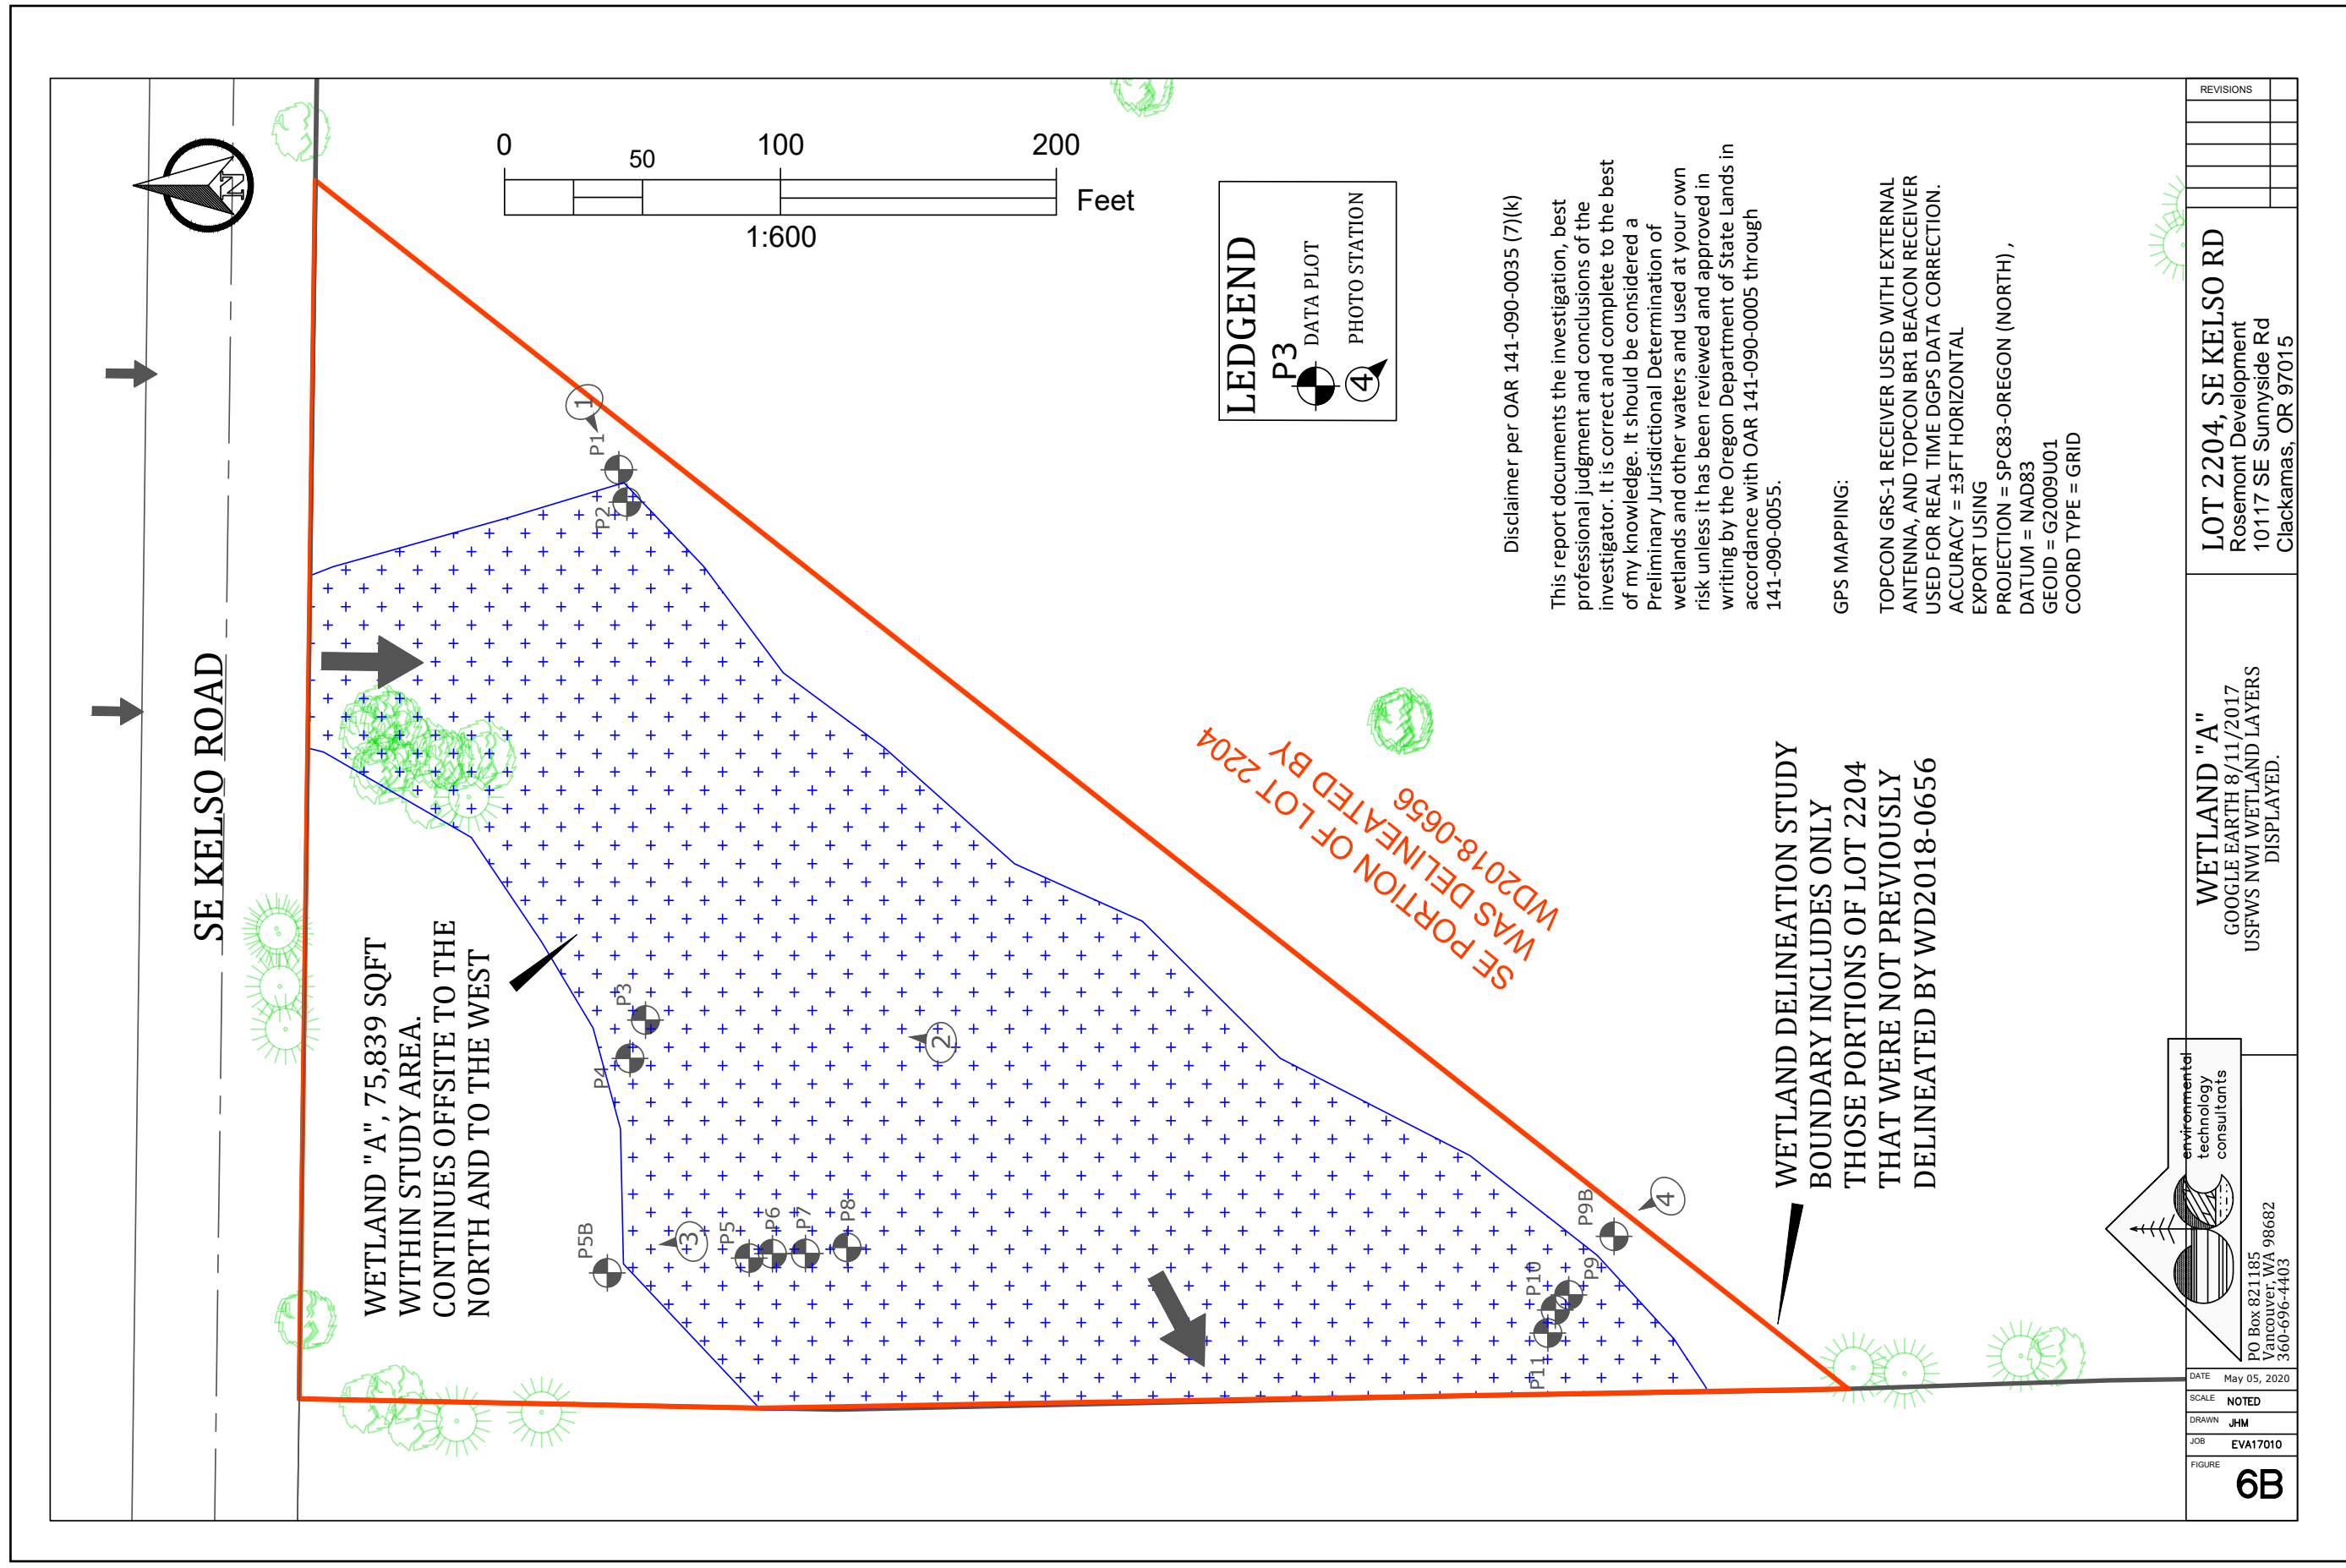 SE KELSO ROAD
N
0
50
100
200
Feet
1:600
WETLAND "A", 75,839 SQFT
WITHIN STUDY AREA.
CONTINUES OFFSITE TO THE
NORTH AND TO THE WEST
1
P1
P2
P3
P4
2
P5B
3
P5
P6
P7
P8
P9B
4
P9
P10
P11
SE PORTION OF LOT 2204
WAS DELINEATED BY
WD2018-0656
WETLAND DELINEATION STUDY
BOUNDARY INCLUDES ONLY
THOSE PORTIONS OF LOT 2204
THAT WERE NOT PREVIOUSLY
DELINEATED BY WD2018-0656
LEDGEND
P3
DATA PLOT
4
PHOTO STATION
Disclaimer per OAR 141-090-0035 (7)(k)
This report documents the investigation, best
professional judgment and conclusions of the
investigator. It is correct and complete to the best
of my knowledge. It should be considered a
Preliminary Jurisdictional Determination of
wetlands and other waters and used at your own
risk unless it has been reviewed and approved in
writing by the Oregon Department of State Lands in
accordance with OAR 141-090-0005 through
141-090-0055.
GPS MAPPING:
TOPCON GRS-1 RECEIVER USED WITH EXTERNAL
ANTENNA, AND TOPCON BR1 BEACON RECEIVER
USED FOR REAL TIME DGPS DATA CORRECTION.
ACCURACY = ±3FT HORIZONTAL
EXPORT USING
PROJECTION = SPC83-OREGON (NORTH) ,
DATUM = NAD83
GEOID = G2009U01
COORD TYPE = GRID
REVISIONS
LOT 2204, SE KELSO RD
Rosemont Development
10117 SE Sunnyside Rd
Clackamas, OR 97015
WETLAND "A"
GOOGLE EARTH 8/11/2017
USFWS NWI WETLAND LAYERS
DISPLAYED.
environmental
technology
consultants
PO Box 821185
Vancouver, WA 98682
360-696-4403
DATE May 05, 2020
SCALE NOTED
DRAWN JHM
JOB EVA17010
FIGURE 6B